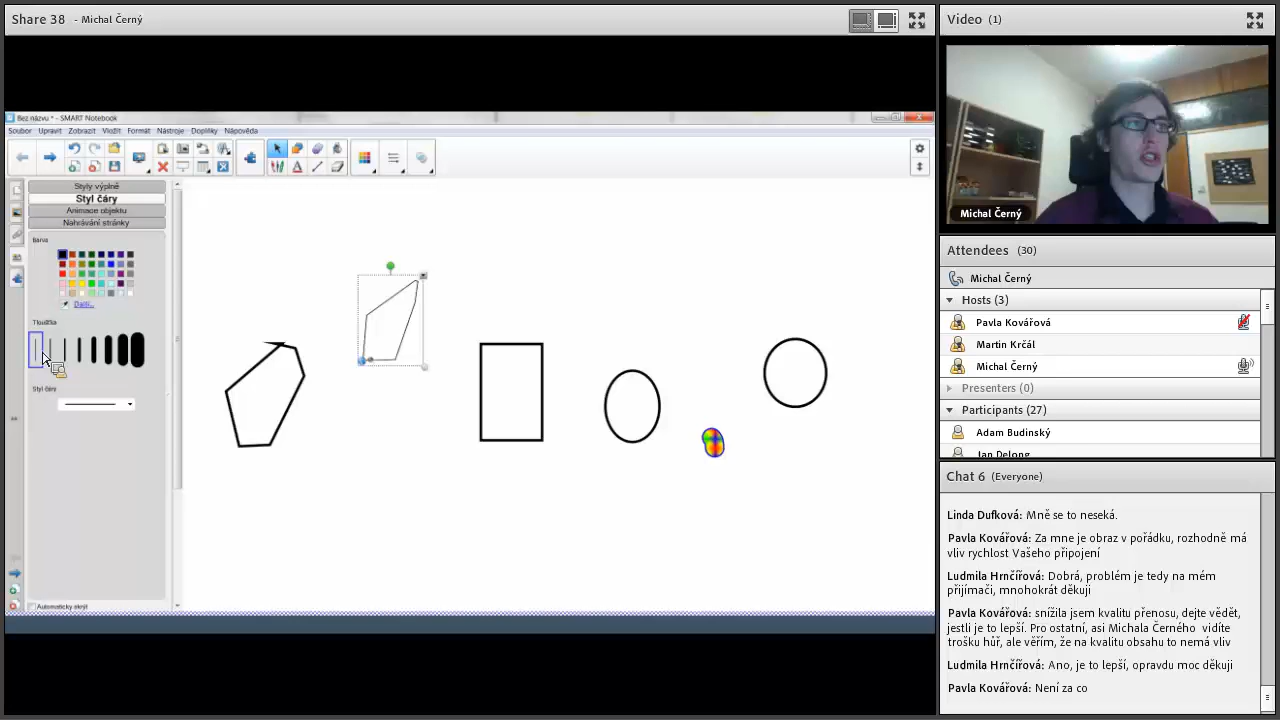 Share 38 - Michal Černý
Bez názvu * - SMART Notebook
Soubor Upravit Zobrazit Vložit Formát Nástroje Doplňky Nápověda
Styly výplně
Styl čáry
Animace objektu
Nahrávání stránky
Barva
Další...
Tloušťka
Styl čáry
Automaticky skrýt
Video (1)
Michal Černý
Attendees (30)
Michal Černý
Hosts (3)
Pavla Kovářová
Martin Krčál
Michal Černý
Presenters (0)
Participants (27)
Adam Budinský
Jan Delong
Chat 6 (Everyone)
Linda Dufková: Mně se to neseká.
Pavla Kovářová: Za mne je obraz v pořádku, rozhodně má
vliv rychlost Vašeho připojení
Ludmila Hrnčířová: Dobrá, problém je tedy na mém
přijímači, mnohokrát děkuji
Pavla Kovářová: snížila jsem kvalitu přenosu, dejte vědět,
jestli je to lepší. Pro ostatní, asi Michala Černého vidíte
trošku hůř, ale věřím, že na kvalitu obsahu to nemá vliv
Ludmila Hrnčířová: Ano, je to lepší, opravdu moc děkuji
Pavla Kovářová: Není za co